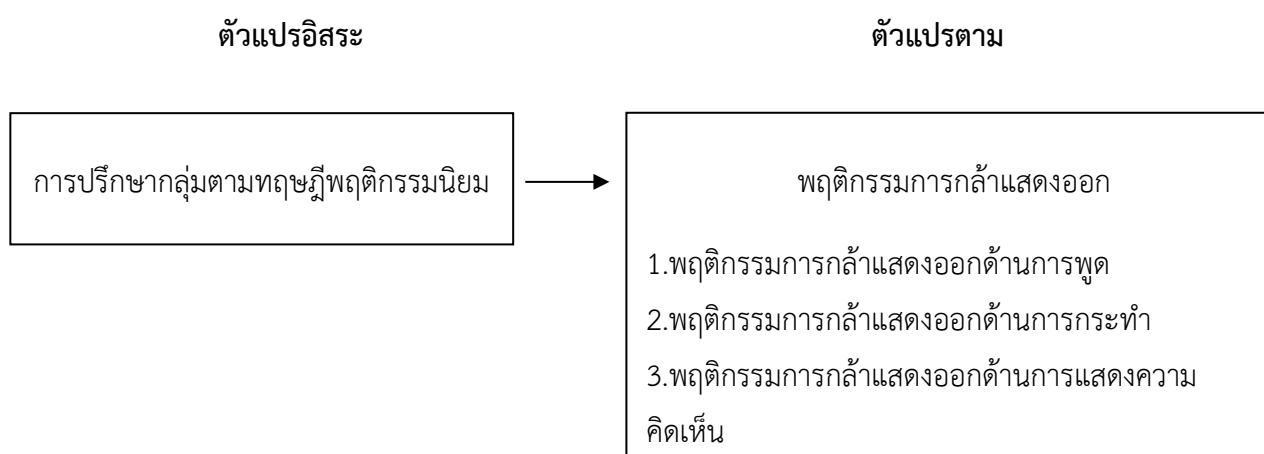 ตัวแปรอิสระ
ตัวแปรตาม
การปรึกษากลุ่มตามทฤษฎีพฤติกรรมนิยม
พฤติกรรมการกล้าแสดงออก
1.พฤติกรรมการกล้าแสดงออกด้านการพูด
2.พฤติกรรมการกล้าแสดงออกด้านการกระทำ
3.พฤติกรรมการกล้าแสดงออกด้านการแสดงความ
คิดเห็น